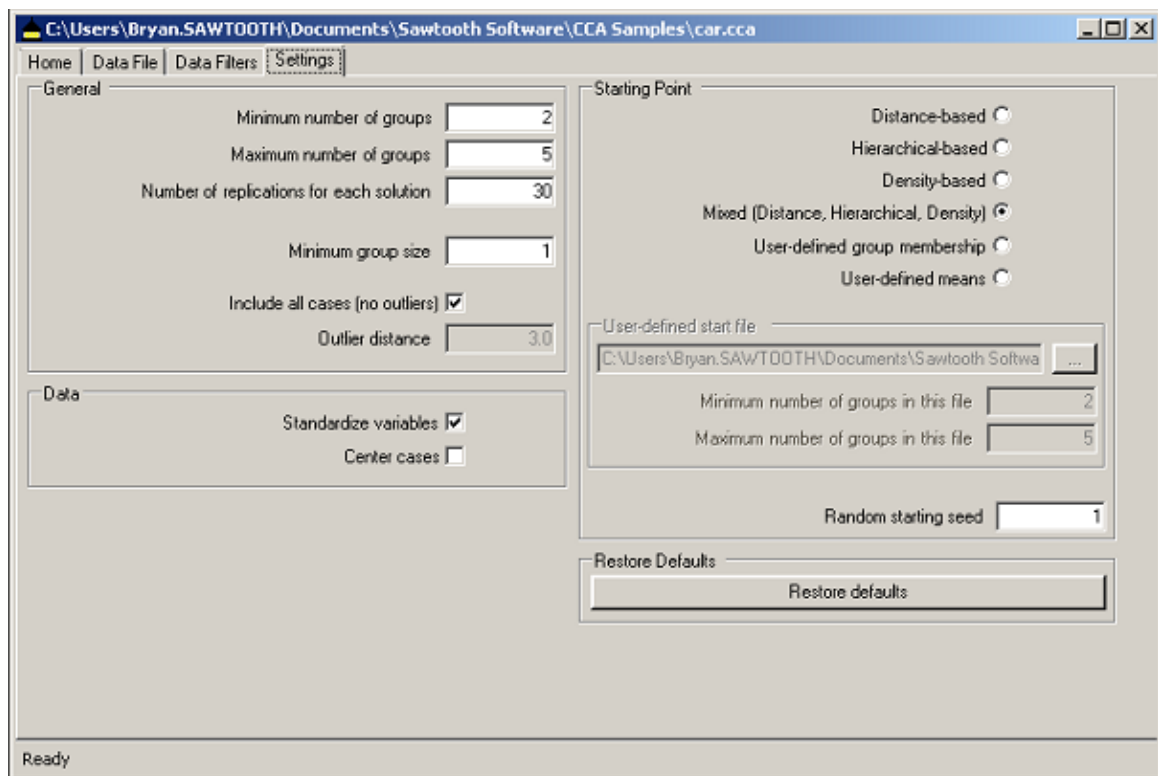 C:\Users\Bryan.SAWTOOTH\Documents\Sawtooth Software\CCA Samples\car.cca
Home
Data File
Data Filters
Settings
General
Minimum number of groups 2
Maximum number of groups 5
Number of replications for each solution 30
Minimum group size 1
Include all cases (no outliers)
Outlier distance 3.0
Data
Standardize variables
Center cases
Starting Point
Distance-based
Hierarchical-based
Density-based
Mixed (Distance, Hierarchical, Density)
User-defined group membership
User-defined means
User-defined start file
C:\Users\Bryan.SAWTOOTH\Documents\Sawtooth Softwa ...
Minimum number of groups in this file 2
Maximum number of groups in this file 5
Random starting seed 1
Restore Defaults
Restore defaults
Ready